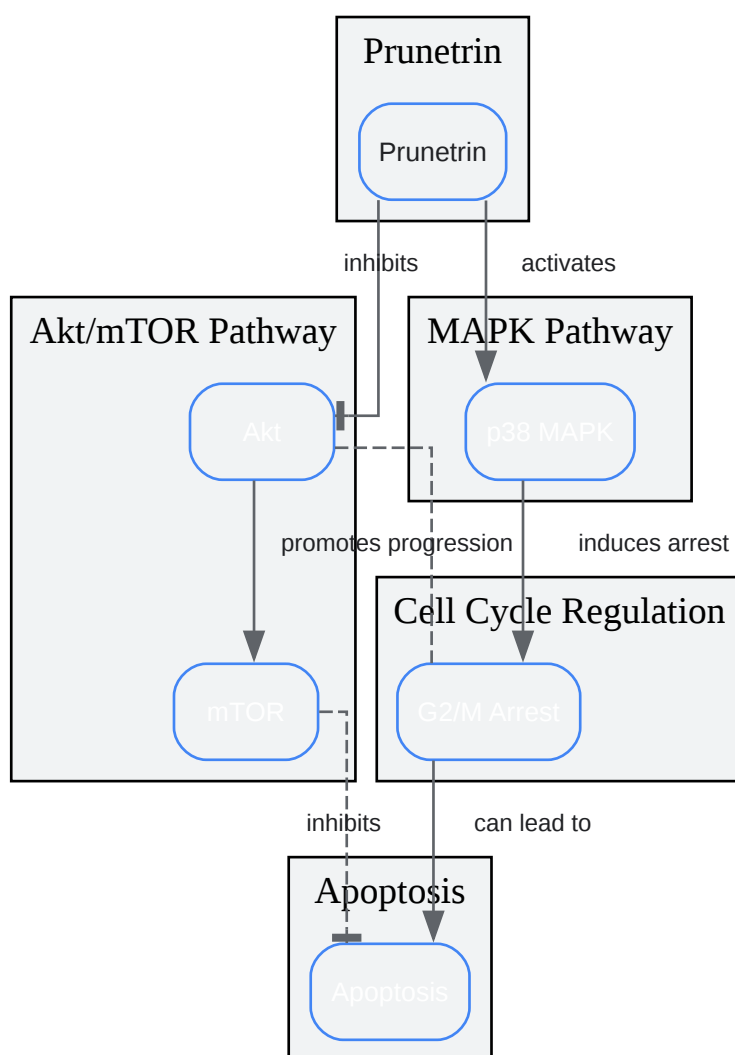 Prunetrin
Prunetrin
inhibits
activates
Akt/mTOR Pathway
MAPK Pathway
Akt
p38 MAPK
promotes progression
induces arrest
Cell Cycle Regulation
mTOR
G2/M Arrest
inhibits
can lead to
Apoptosis
Apoptosis